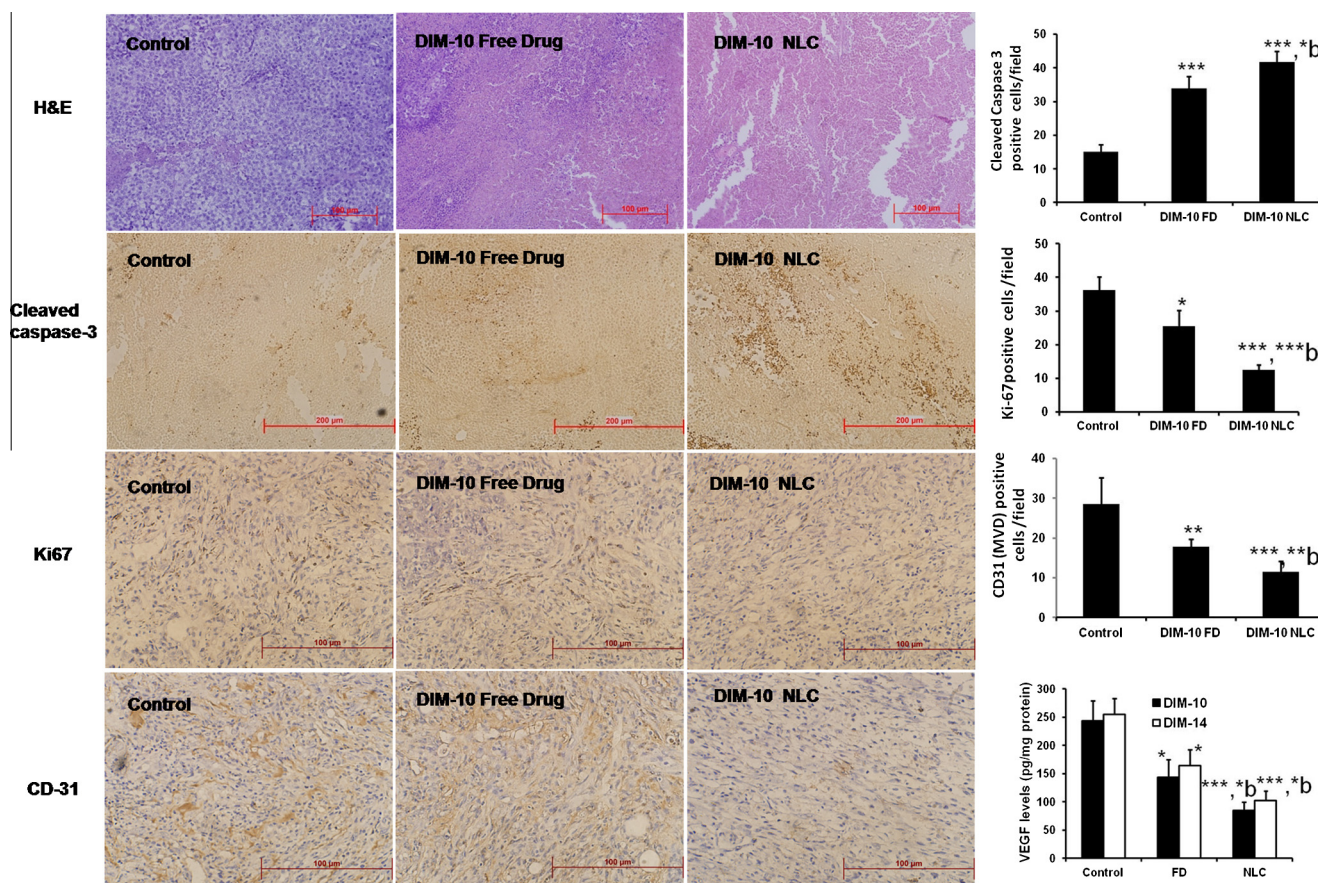 H&E
Control
DIM-10 Free Drug
DIM-10 NLC
100 µm
100 µm
100 µm
Cleaved
caspase-3
Control
DIM-10 Free Drug
DIM-10 NLC
200 µm
200 µm
200 µm
Ki67
Control
DIM-10 Free Drug
DIM-10 NLC
100 µm
100 µm
100 µm
CD-31
Control
DIM-10 Free Drug
DIM-10 NLC
100 µm
100 µm
100 µm
Cleaved Caspase 3
positive cells/field
50
40
30
20
10
0
***
***,*b
Control
DIM-10 FD
DIM-10 NLC
Ki-67positive cells/field
50
40
30
20
10
0
*
***,***b
Control
DIM-10 FD
DIM-10 NLC
CD31 (MVD) positive
cells/field
40
30
20
10
0
**
***,**b
Control
DIM-10 FD
DIM-10 NLC
VEGF levels (pg/mg protein)
300
250
200
150
100
50
0
DIM-10
DIM-14
*
*
***,*b
***,*b
Control
FD
NLC